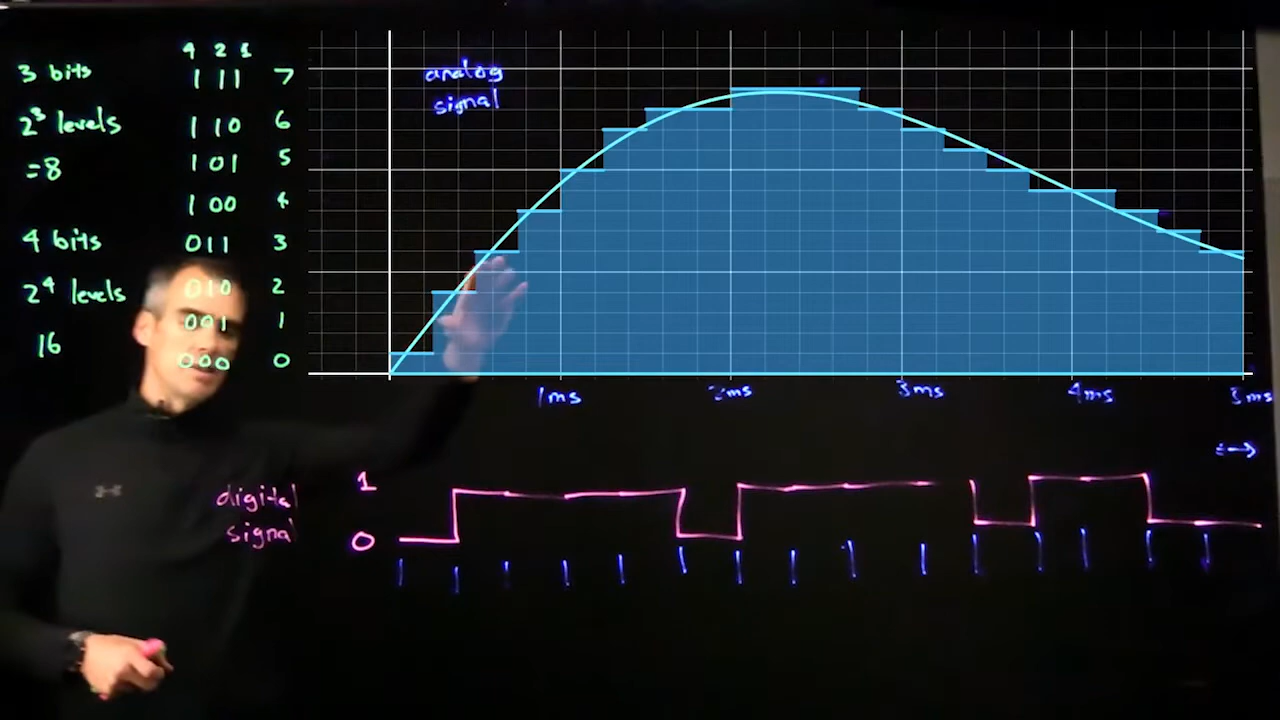 4 2 1
3 bits 1 1 1 7
2³ levels 1 1 0 6
=8 1 0 1 5
1 0 0 4
4 bits 0 1 1 3
2⁴ levels 0 1 0 2
16 0 0 1 1
0 0 0 0
analog
signal
1ms 2ms 3ms 4ms 5ms
t→
digital
signal
1
0